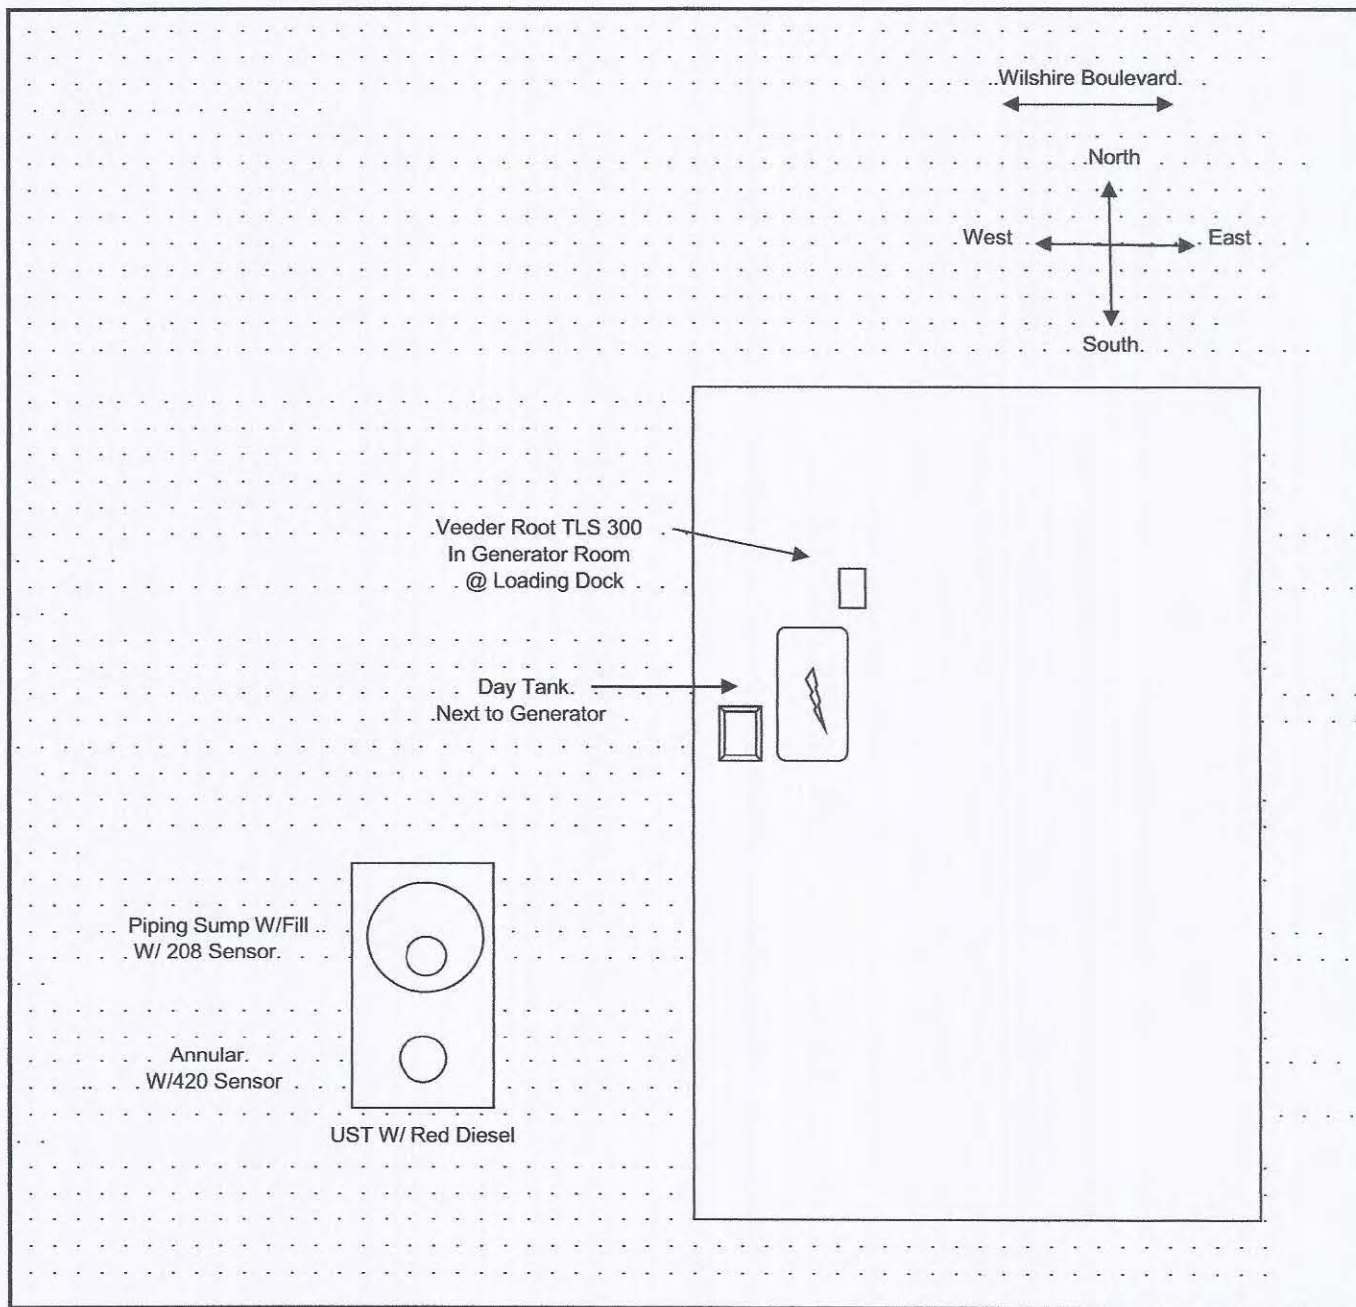 Wilshire Boulevard
North
West
East
South
Veeder Root TLS 300
In Generator Room
@ Loading Dock
Day Tank
Next to Generator
Piping Sump W/Fill
W/ 208 Sensor
Annular
W/420 Sensor
UST W/ Red Diesel